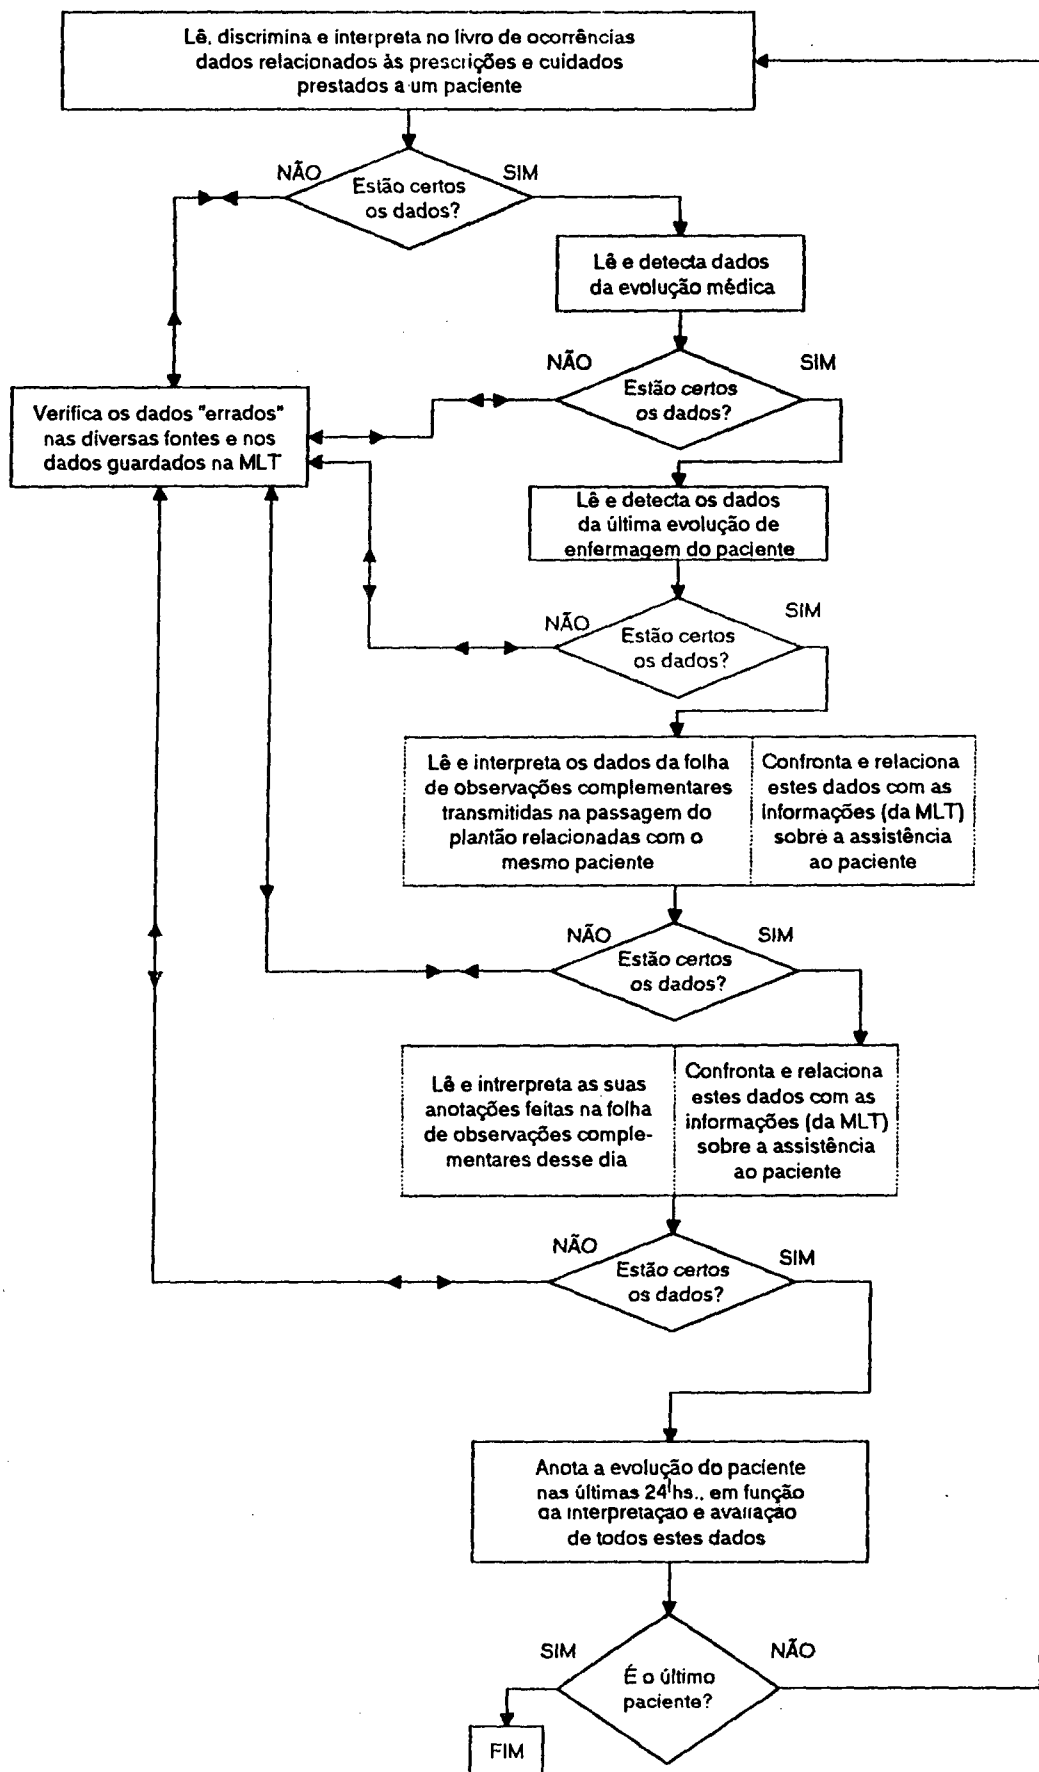 Lê, discrimina e interpreta no livro de ocorrências
dados relacionados às prescrições e cuidados
prestados a um paciente
NÃO
SIM
Estão certos
os dados?
Lê e detecta dados
da evolução médica
NÃO
SIM
Estão certos
os dados?
Verifica os dados "errados"
nas diversas fontes e nos
dados guardados na MLT
Lê e detecta os dados
da última evolução de
enfermagem do paciente
NÃO
SIM
Estão certos
os dados?
Lê e interpreta os dados da folha
de observações complementares
transmitidas na passagem do
plantão relacionadas com o
mesmo paciente
Confronta e relaciona
estes dados com as
informações (da MLT)
sobre a assistência
ao paciente
NÃO
SIM
Estão certos
os dados?
Lê e intrerpreta as suas
anotações feitas na folha
de observações comple-
mentares desse dia
Confronta e relaciona
estes dados com as
informações (da MLT)
sobre a assistência
ao paciente
NÃO
SIM
Estão certos
os dados?
Anota a evolução do paciente
nas últimas 24 hs., em função
da interpretação e avaliação
de todos estes dados
SIM
NÃO
É o último
paciente?
FIM